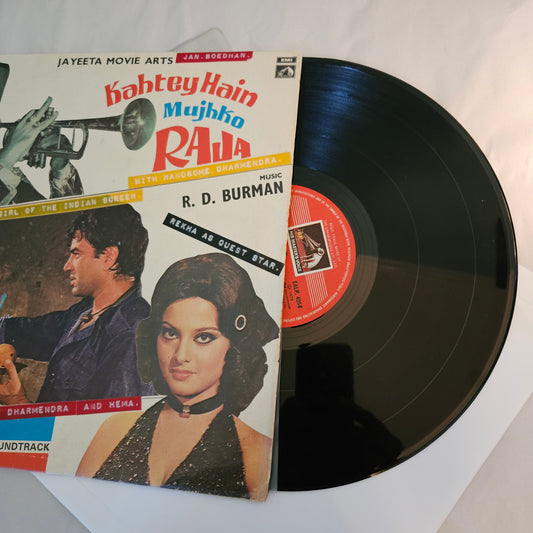 JAYEETA MOVIE ARTS
JAN. BOEDHAN.
EMI
Kahtey Hain
Mujhko
RAJA
WITH HANDSOME DHARMENDRA.
MUSIC
R. D. BURMAN
GIRL OF THE INDIAN SCREEN
REKHA AS GUEST STAR.
DHARMENDRA AND HEMA.
UNDTRACK